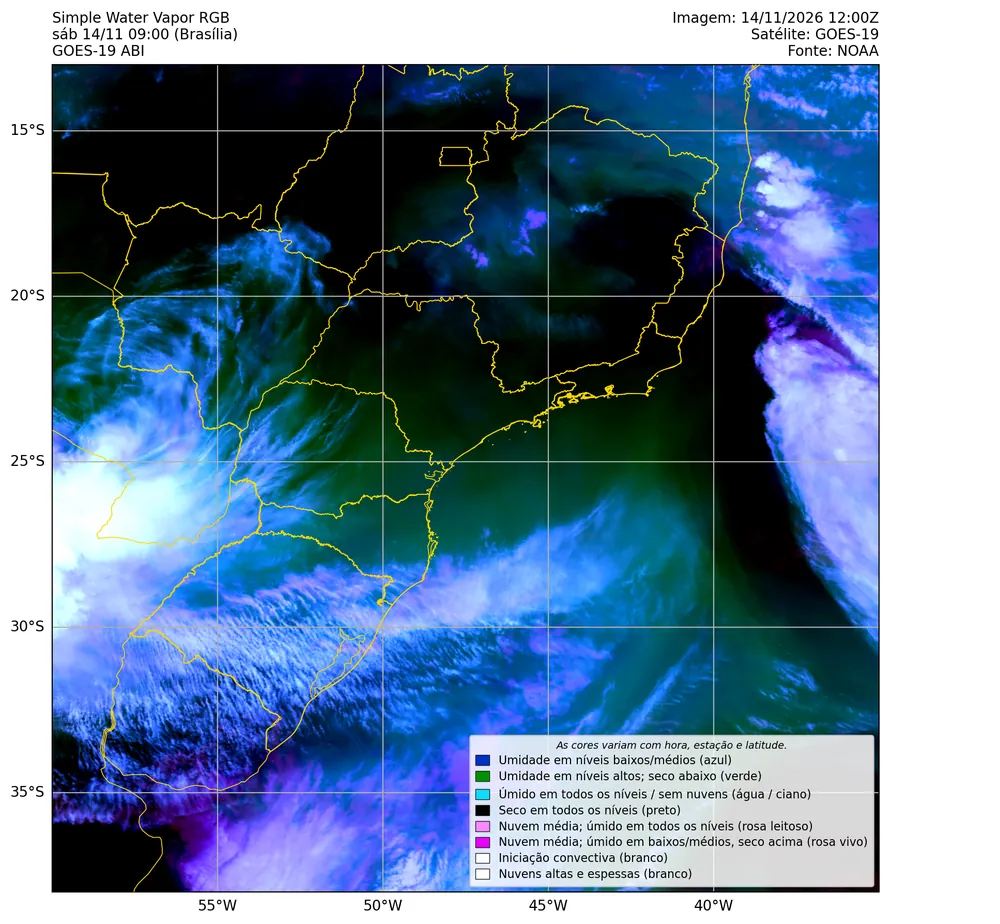 Simple Water Vapor RGB
sáb 14/11 09:00 (Brasília)
GOES-19 ABI
Imagem: 14/11/2026 12:00Z
Satélite: GOES-19
Fonte: NOAA
15°S
20°S
25°S
30°S
35°S
As cores variam com hora, estação e latitude.
Umidade em níveis baixos/médios (azul)
Umidade em níveis altos; seco abaixo (verde)
Úmido em todos os níveis / sem nuvens (água / ciano)
Seco em todos os níveis (preto)
Nuvem média; úmido em todos os níveis (rosa leitoso)
Nuvem média; úmido em baixos/médios, seco acima (rosa vivo)
Iniciação convectiva (branco)
Nuvens altas e espessas (branco)
55°W
50°W
45°W
40°W